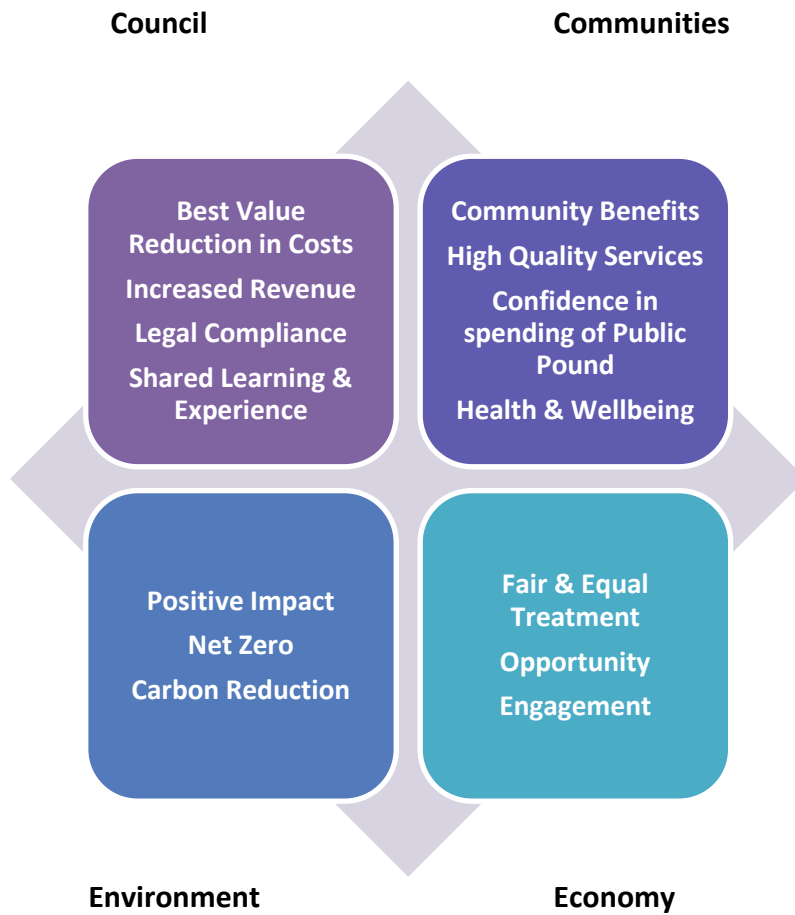 Council
Communities
Best Value
Reduction in Costs
Increased Revenue
Legal Compliance
Shared Learning &
Experience
Community Benefits
High Quality Services
Confidence in
spending of Public
Pound
Health & Wellbeing
Positive Impact
Net Zero
Carbon Reduction
Fair & Equal
Treatment
Opportunity
Engagement
Environment
Economy